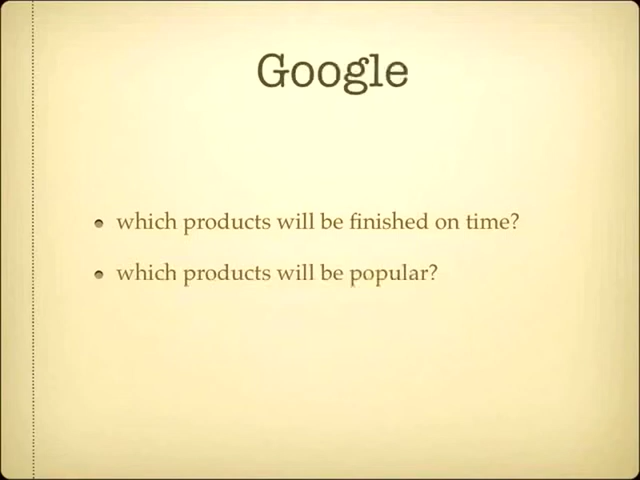 Google
which products will be finished on time?
which products will be popular?